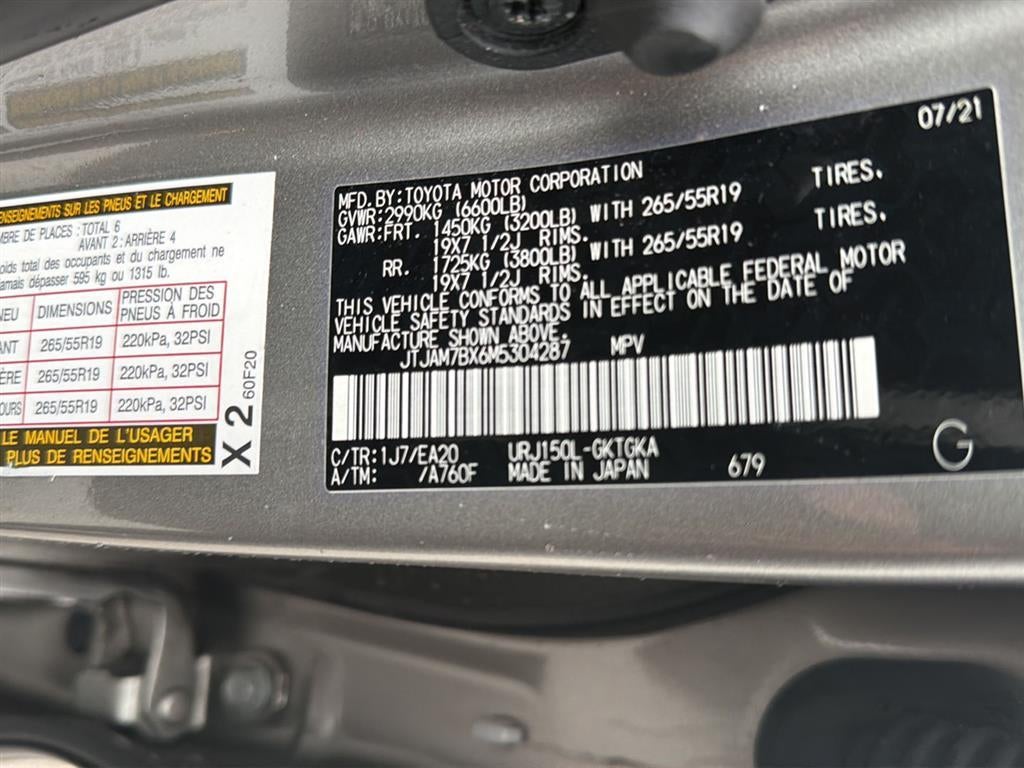 RENSEIGNEMENTS SUR LES PNEUS ET LE CHARGEMENT
MBRE DE PLACES : TOTAL 6
AVANT 2: ARRIÈRE 4
oids total des occupants et du chargement ne
amais dépasser 595 kg ou 1315 lb.
NEU DIMENSIONS PRESSION DES PNEUS À FROID
ANT 265/55R19 220kPa, 32PSI
ÈRE 265/55R19 220kPa, 32PSI
OURS 265/55R19 220kPa, 32PSI
LE MANUEL DE L'USAGER
PLUS DE RENSEIGNEMENTS
X 2 60F20
07/21
MFD.BY:TOYOTA MOTOR CORPORATION
GVWR:2990KG (6600LB)
GAWR:FRT. 1450KG (3200LB) WITH 265/55R19 TIRES.
19X7 1/2J RIMS.
RR. 1725KG (3800LB) WITH 265/55R19 TIRES.
19X7 1/2J RIMS.
THIS VEHICLE CONFORMS TO ALL APPLICABLE FEDERAL MOTOR
VEHICLE SAFETY STANDARDS IN EFFECT ON THE DATE OF
MANUFACTURE SHOWN ABOVE.
JTJAM7BX6M5304287 MPV
C/TR:1J7/EA20 URJ150L-GKTGKA
A/TM: /A760F MADE IN JAPAN 679
G